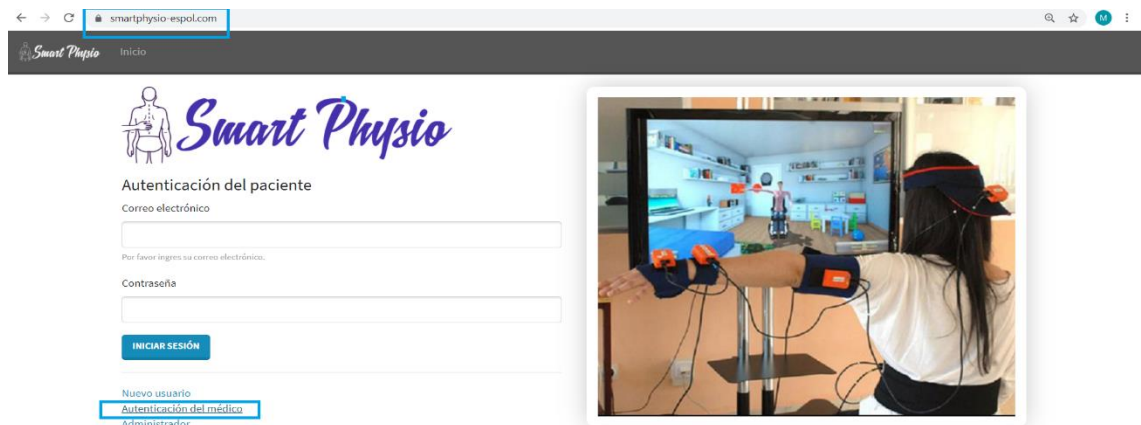 smartphysio-espol.com
M
Smart Physio Inicio
Smart Physio
Autenticación del paciente
Correo electrónico
Por favor ingres su correo electrónico.
Contraseña
INICIAR SESIÓN
Nuevo usuario
Autenticación del médico
Administrador